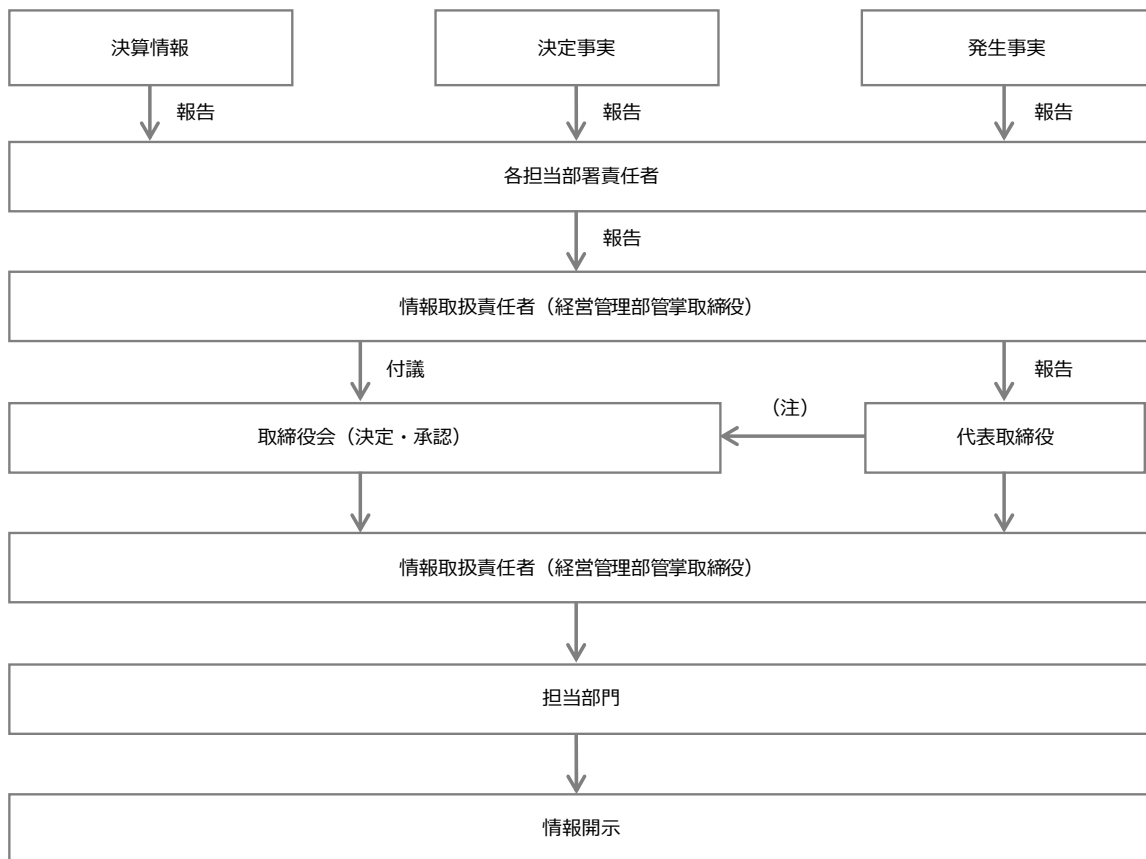 決算情報
決定事実
発生事実
報告
報告
報告
各担当部署責任者
報告
情報取扱責任者（経営管理部管掌取締役）
付議
報告
（注）
取締役会（決定・承認）
代表取締役
情報取扱責任者（経営管理部管掌取締役）
担当部門
情報開示